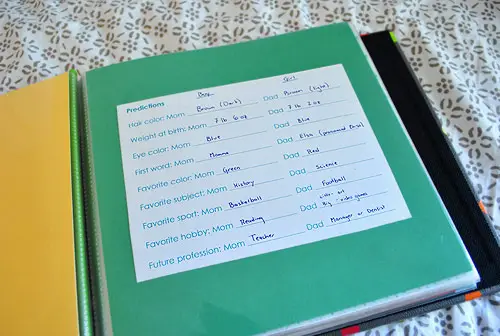 Boy Girl
Predictions
Hair color: Mom Brown (Dark) Dad Brown (light)
Weight at birth: Mom 7 lb 6 oz Dad 7 lb 2 oz
Eye color: Mom Blue Dad Blue
First word: Mom Momma Dad Elsa
Favorite color: Mom Green Dad Red
Favorite subject: Mom History Dad Science
Favorite sport: Mom Basketball Dad Football
Favorite hobby: Mom Reading Dad
Future profession: Mom Teacher Dad Manager or Dentist